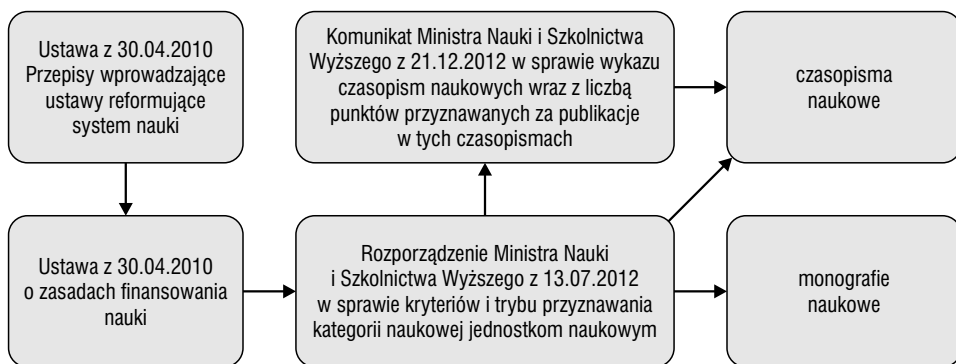 Ustawa z 30.04.2010
Przepisy wprowadzające
ustawy reformujące
system nauki
Komunikat Ministra Nauki i Szkolnictwa
Wyższego z 21.12.2012 w sprawie wykazu
czasopism naukowych wraz z liczbą
punktów przyznawanych za publikacje
w tych czasopismach
czasopisma
naukowe
Ustawa z 30.04.2010
o zasadach finansowania
nauki
Rozporządzenie Ministra Nauki
i Szkolnictwa Wyższego z 13.07.2012
w sprawie kryteriów i trybu przyznawania
kategorii naukowej jednostkom naukowym
monografie
naukowe